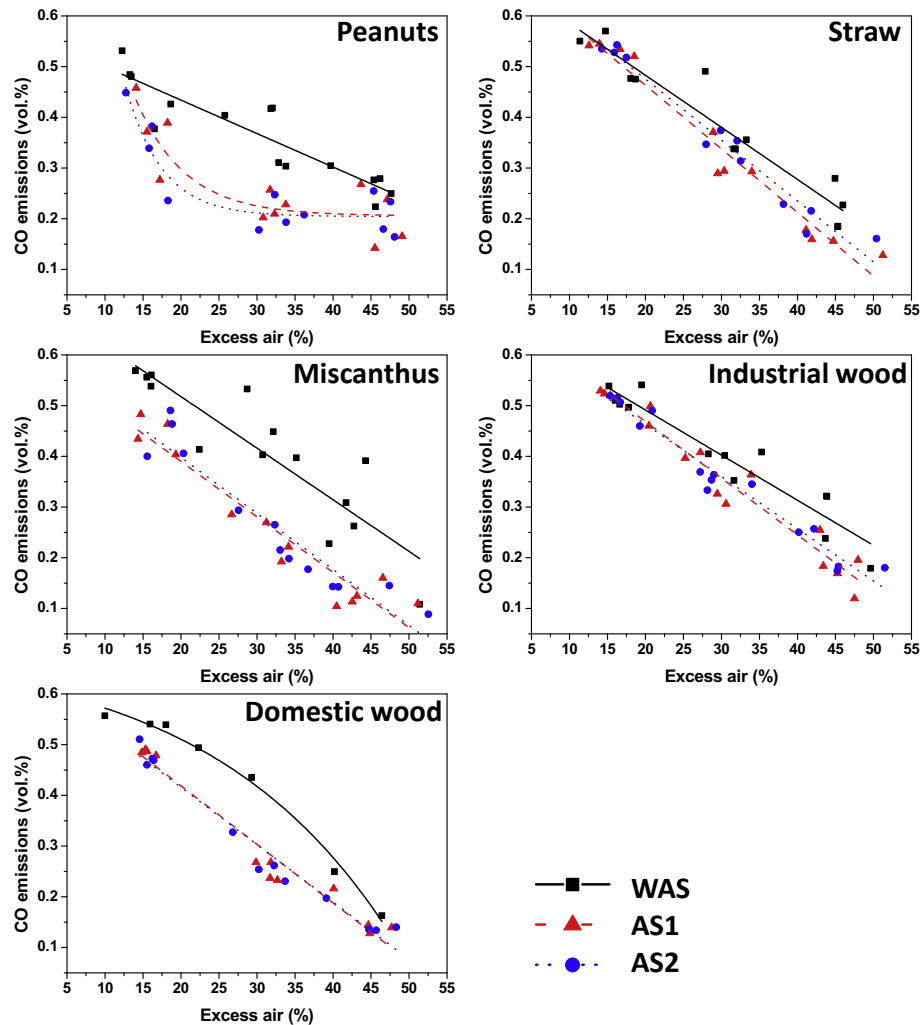 Peanuts
0.6
0.5
0.4
0.3
0.2
0.1
CO emissions (vol.%)
5 10 15 20 25 30 35 40 45 50 55
Excess air (%)
Straw
0.6
0.5
0.4
0.3
0.2
0.1
CO emissions (vol.%)
5 10 15 20 25 30 35 40 45 50 55
Excess air (%)
Miscanthus
0.6
0.5
0.4
0.3
0.2
0.1
CO emissions (vol.%)
5 10 15 20 25 30 35 40 45 50 55
Excess air (%)
Industrial wood
0.6
0.5
0.4
0.3
0.2
0.1
CO emissions (vol.%)
5 10 15 20 25 30 35 40 45 50 55
Excess air (%)
Domestic wood
0.6
0.5
0.4
0.3
0.2
0.1
CO emissions (vol.%)
5 10 15 20 25 30 35 40 45 50 55
Excess air (%)
WAS
AS1
AS2